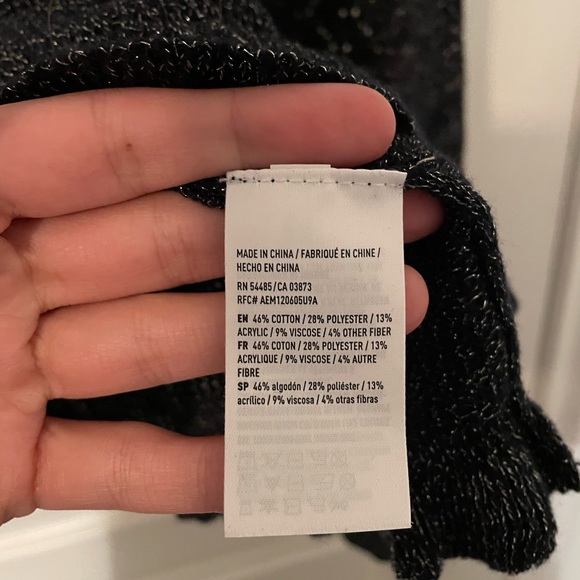 MADE IN CHINA / FABRIQUÉ EN CHINE /
HECHO EN CHINA
RN 54485/CA 03873
RFC# AEM120605U9A
EN 46% COTTON / 28% POLYESTER / 13%
ACRYLIC / 9% VISCOSE / 4% OTHER FIBER
FR 46% COTON / 28% POLYESTER / 13%
ACRYLIQUE / 9% VISCOSE / 4% AUTRE
FIBRE
SP 46% algodón / 28% poliéster / 13%
acrílico / 9% viscosa / 4% otras fibras